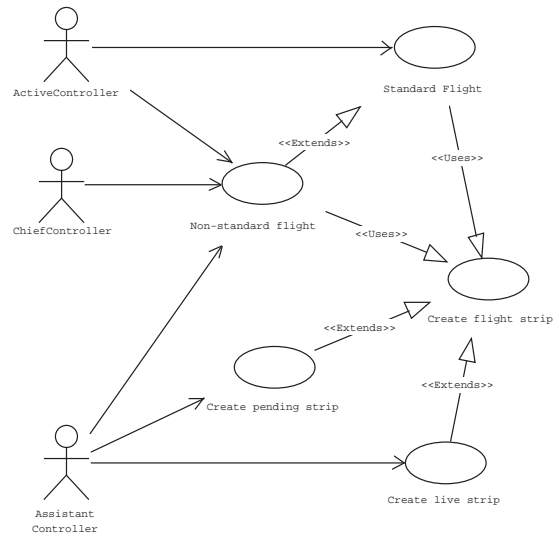 ActiveController
Standard Flight
<<Extends>>
<<Uses>>
ChiefController
Non-standard flight
<<Uses>>
Create flight strip
<<Extends>>
<<Extends>>
Create pending strip
Create live strip
Assistant
Controller